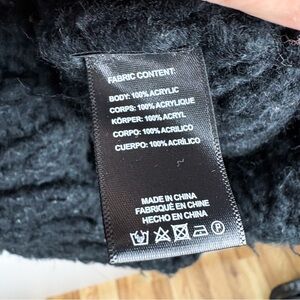 FABRIC CONTENT
BODY: 100% ACRYLIC
CORPS: 100% ACRYLIQUE
KÖRPER: 100% ACRYL
CORPO: 100% ACRILICO
CUERPO: 100% ACRÍLICO
MADE IN CHINA
FABRIQUÉ EN CHINE
HECHO EN CHINA
P